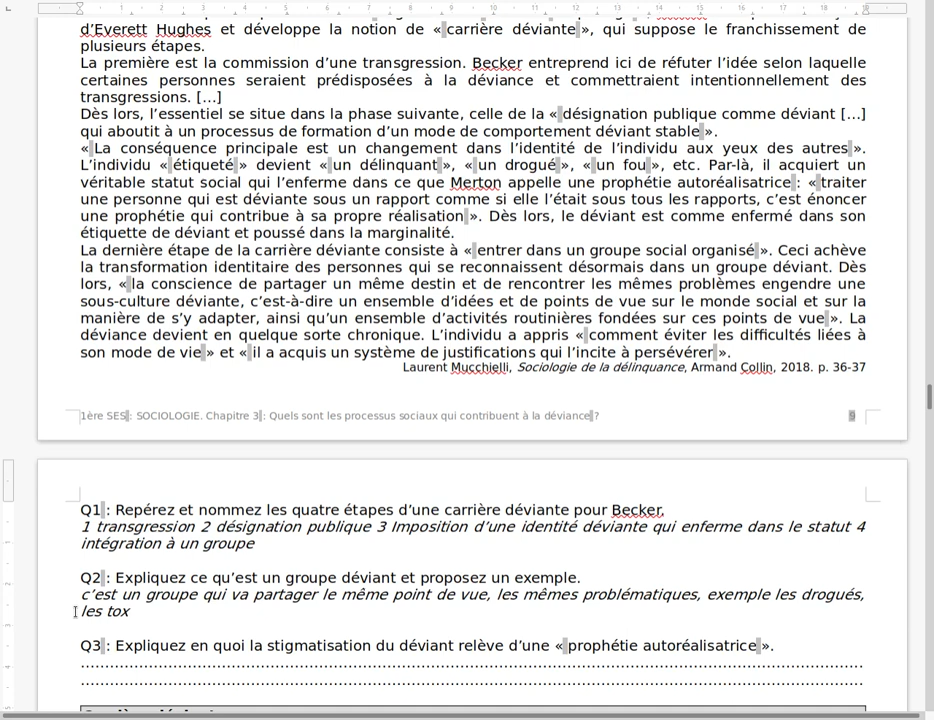 d’Everett Hughes et développe la notion de « carrière déviante », qui suppose le franchissement de
plusieurs étapes.
La première est la commission d’une transgression. Becker entreprend ici de réfuter l’idée selon laquelle
certaines personnes seraient prédisposées à la déviance et commettraient intentionnellement des
transgressions. [...]
Dès lors, l’essentiel se situe dans la phase suivante, celle de la « désignation publique comme déviant [...]
qui aboutit à un processus de formation d’un mode de comportement déviant stable ».
« La conséquence principale est un changement dans l’identité de l’individu aux yeux des autres ».
L’individu « étiqueté » devient « un délinquant », « un drogué », « un fou », etc. Par-là, il acquiert un
véritable statut social qui l’enferme dans ce que Merton appelle une prophétie autoréalisatrice : « traiter
une personne qui est déviante sous un rapport comme si elle l’était sous tous les rapports, c’est énoncer
une prophétie qui contribue à sa propre réalisation ». Dès lors, le déviant est comme enfermé dans son
étiquette de déviant et poussé dans la marginalité.
La dernière étape de la carrière déviante consiste à « entrer dans un groupe social organisé ». Ceci achève
la transformation identitaire des personnes qui se reconnaissent désormais dans un groupe déviant. Dès
lors, « la conscience de partager un même destin et de rencontrer les mêmes problèmes engendre une
sous-culture déviante, c’est-à-dire un ensemble d’idées et de points de vue sur le monde social et sur la
manière de s’y adapter, ainsi qu’un ensemble d’activités routinières fondées sur ces points de vue ». La
déviance devient en quelque sorte chronique. L’individu a appris « comment éviter les difficultés liées à
son mode de vie » et « il a acquis un système de justifications qui l’incite à persévérer ».
Laurent Mucchielli, Sociologie de la délinquance, Armand Collin, 2018. p. 36-37
1ère SES : SOCIOLOGIE. Chapitre 3 : Quels sont les processus sociaux qui contribuent à la déviance ? 9
Q1 : Repérez et nommez les quatre étapes d’une carrière déviante pour Becker.
1 transgression 2 désignation publique 3 Imposition d’une identité déviante qui enferme dans le statut 4
intégration à un groupe
Q2 : Expliquez ce qu’est un groupe déviant et proposez un exemple.
c’est un groupe qui va partager le même point de vue, les mêmes problématiques, exemple les drogués,
les tox
Q3 : Expliquez en quoi la stigmatisation du déviant relève d’une « prophétie autoréalisatrice ».